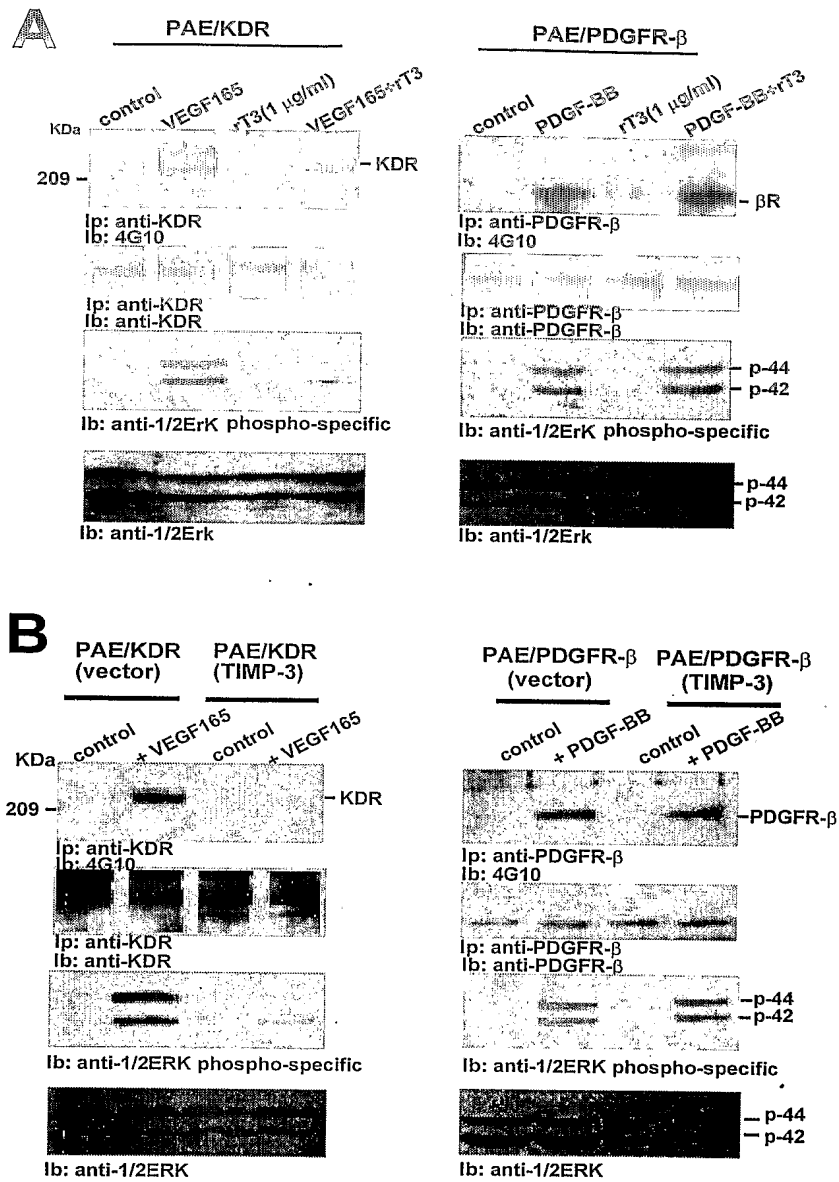 A
PAE/KDR
control
VEGF165
rT3(1 µg/ml)
VEGF165+rT3
KDa
209
KDR
Ip: anti-KDR
Ib: 4G10
Ip: anti-KDR
Ib: anti-KDR
Ib: anti-1/2ErK phospho-specific
Ib: anti-1/2Erk
PAE/PDGFR-β
control
PDGF-BB
rT3(1 µg/ml)
PDGF-BB+rT3
βR
Ip: anti-PDGFR-β
Ib: 4G10
Ip: anti-PDGFR-β
Ib: anti-PDGFR-β
p-44
p-42
Ib: anti-1/2ErK phospho-specific
p-44
p-42
Ib: anti-1/2Erk
B
PAE/KDR
(vector)
PAE/KDR
(TIMP-3)
control
+ VEGF165
control
+ VEGF165
KDa
209
KDR
Ip: anti-KDR
Ib: 4G10
Ip: anti-KDR
Ib: anti-KDR
Ib: anti-1/2ERK phospho-specific
Ib: anti-1/2ERK
PAE/PDGFR-β
(vector)
PAE/PDGFR-β
(TIMP-3)
control
+ PDGF-BB
control
+ PDGF-BB
PDGFR-β
Ip: anti-PDGFR-β
Ib: 4G10
Ip: anti-PDGFR-β
Ib: anti-PDGFR-β
p-44
p-42
Ib: anti-1/2ERK phospho-specific
p-44
p-42
Ib: anti-1/2ERK